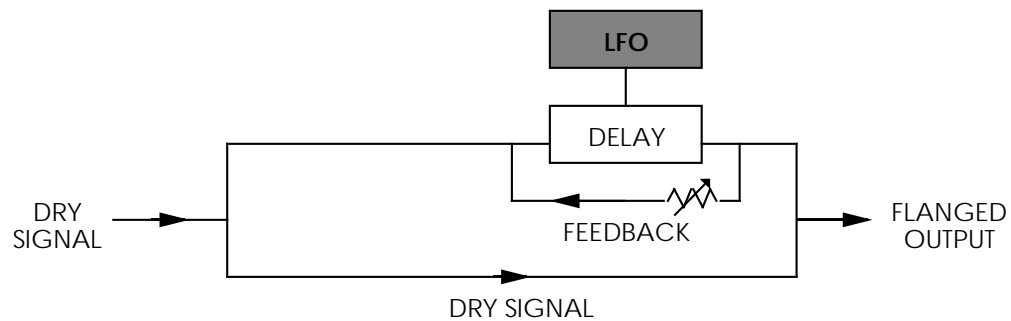 LFO
DELAY
DRY
SIGNAL
FEEDBACK
FLANGED
OUTPUT
DRY SIGNAL